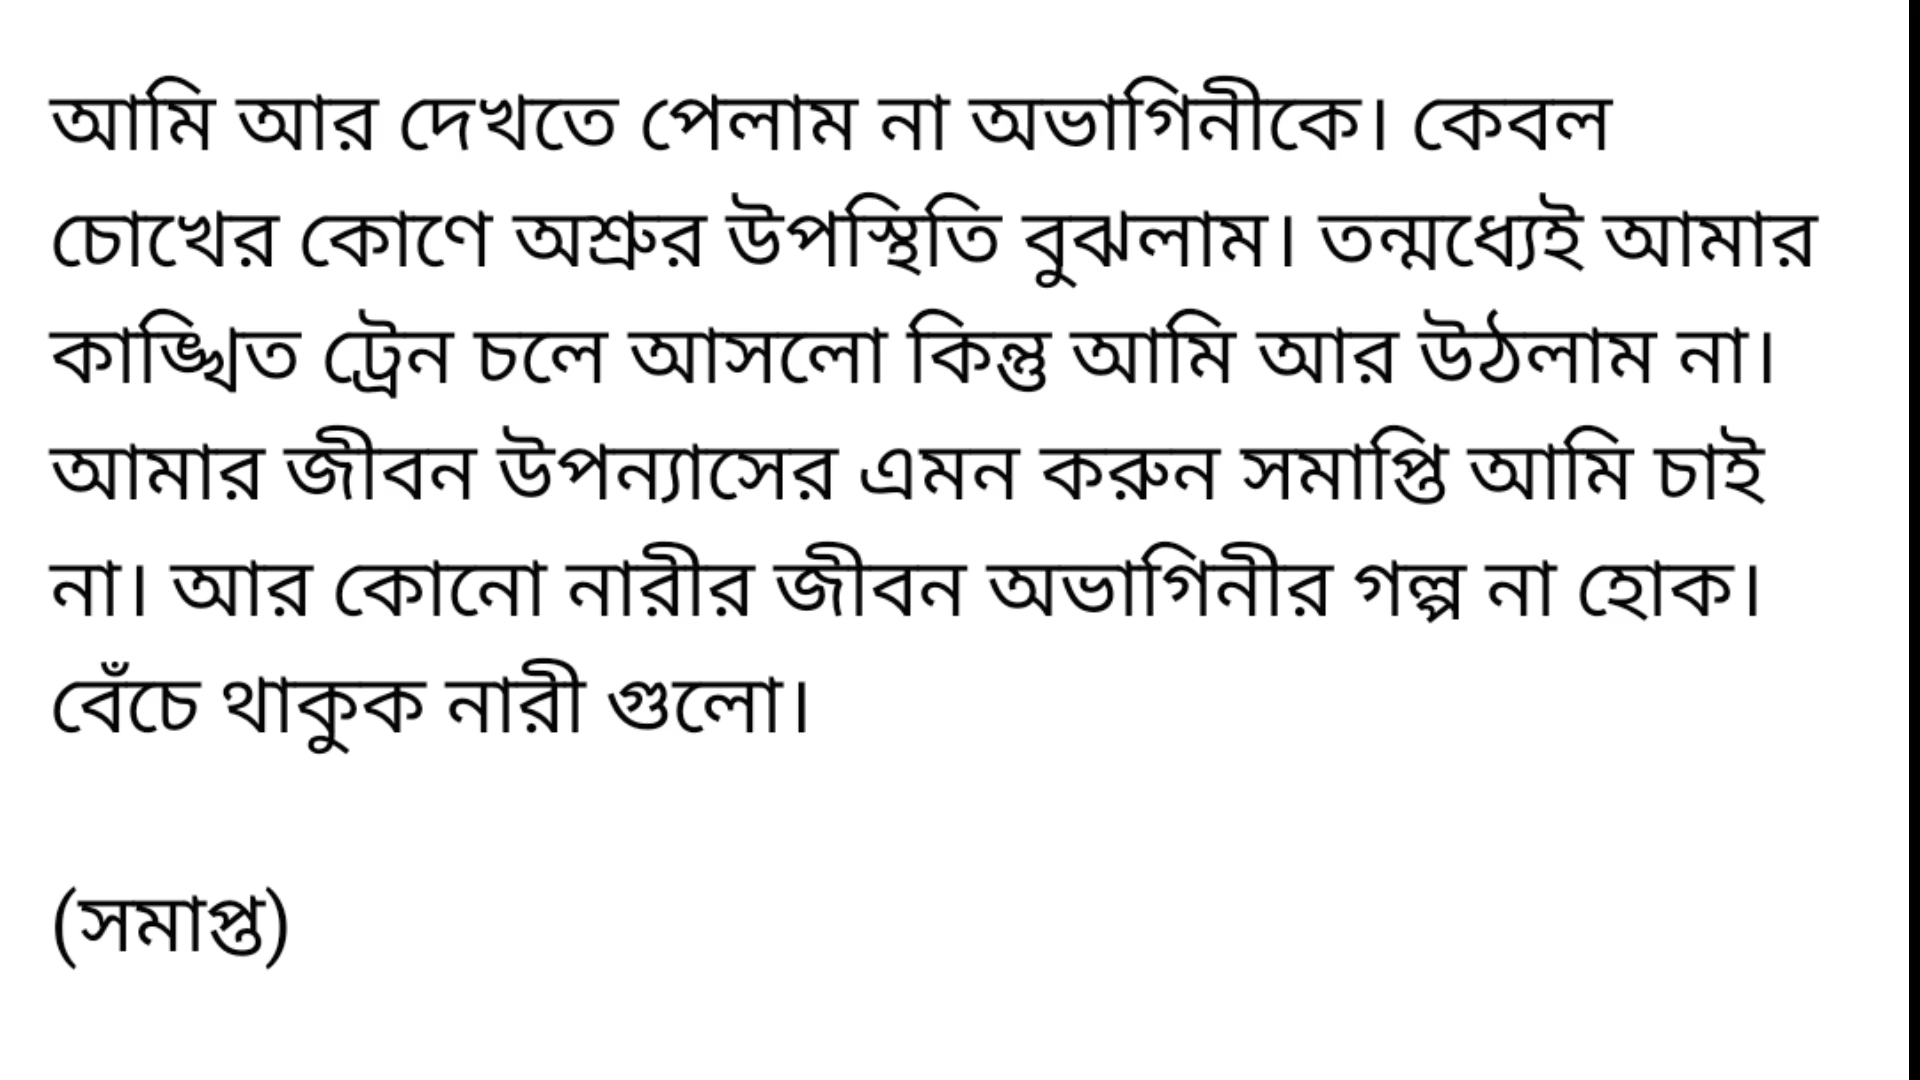 আমি আর দেখতে পেলাম না অভাগিনীকে। কেবল
চোখের কোণে অশ্রুর উপস্থিতি বুঝলাম। তন্মধ্যেই আমার
কাঙ্খিত ট্রেন চলে আসলো কিন্তু আমি আর উঠলাম না।
আমার জীবন উপন্যাসের এমন করুন সমাপ্তি আমি চাই
না। আর কোনো নারীর জীবন অভাগিনীর গল্প না হোক।
বেঁচে থাকুক নারী গুলো।
(সমাপ্ত)